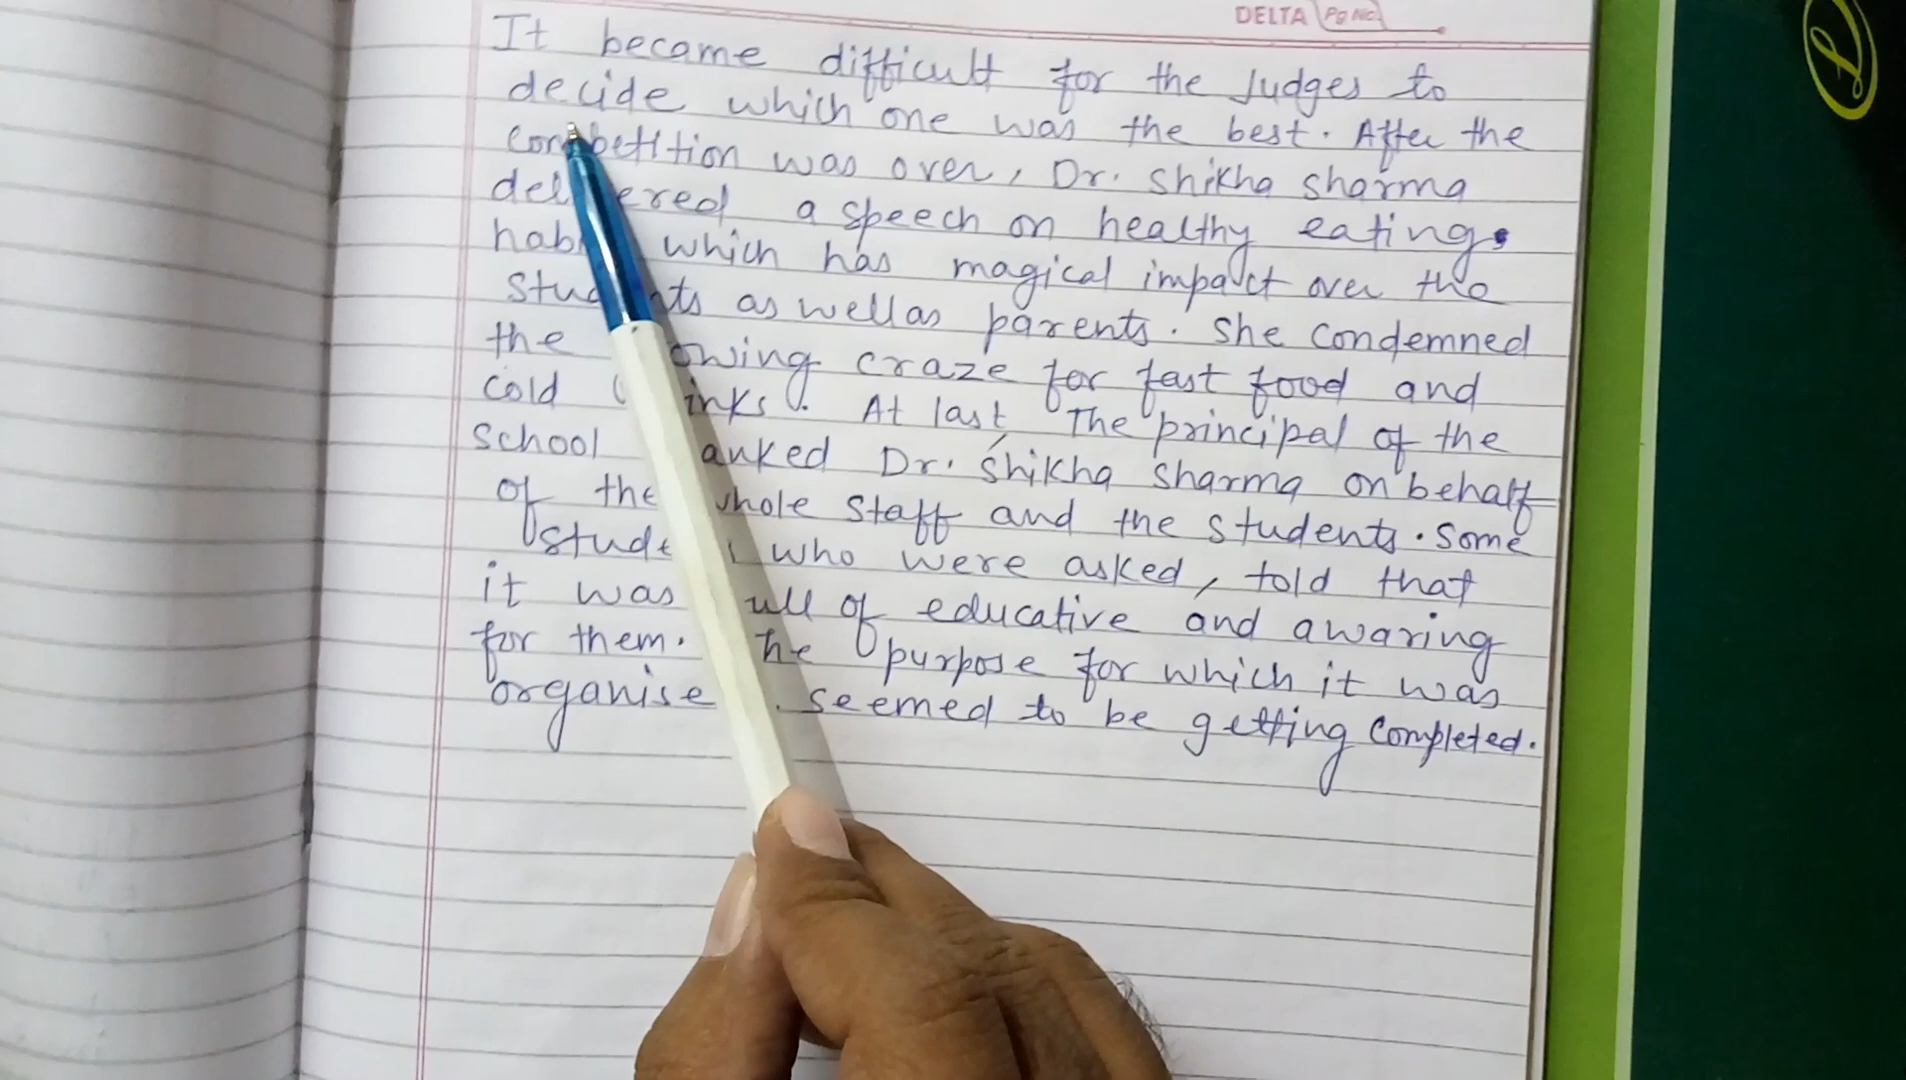 DELTA Pg No.
It became difficult for the Judges to
decide which one was the best. After the
competition was over, Dr. Shikha Sharma
delivered a speech on healthy eating
habits which has magical impact over the
students as well as parents. She condemned
the growing craze for fast food and
cold drinks. At last, The principal of the
school thanked Dr. Shikha Sharma on behalf
of the whole staff and the students. Some
students who were asked, told that
it was full of educative and awaring
for them. The purpose for which it was
organised seemed to be getting completed.